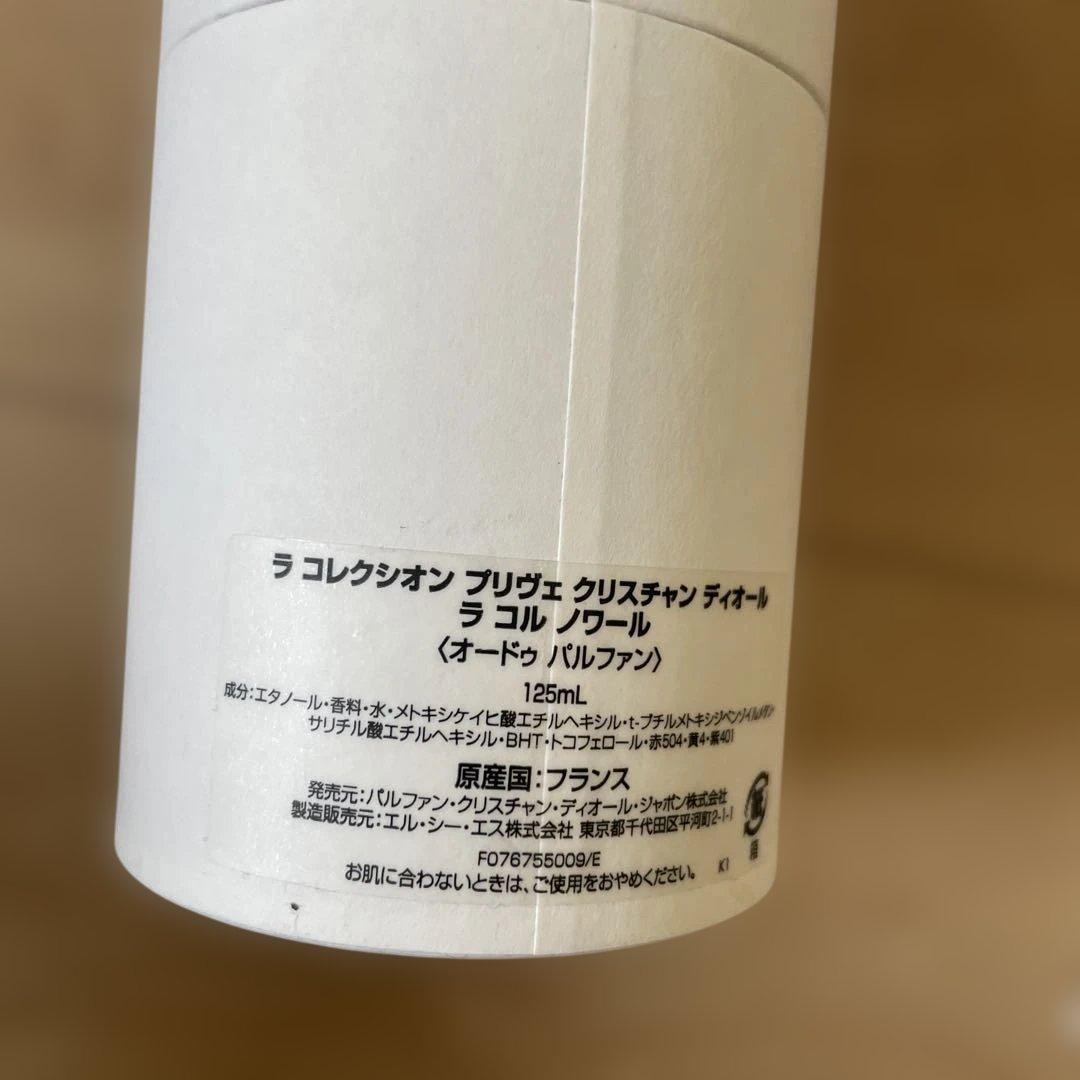 ラ コレクシオン プリヴェ クリスチャン ディオール
ラ コル ノワール
〈オードゥ パルファン〉
125mL
成分:エタノール・香料・水・メトキシケイヒ酸エチルヘキシル・t-ブチルメトキシジベンゾイルメタン・
サリチル酸エチルヘキシル・BHT・トコフェロール・赤504・黄4・紫401
原産国:フランス
発売元:パルファン・クリスチャン・ディオール・ジャポン株式会社
製造販売元:エル・シー・エス株式会社 東京都千代田区平河町2-1-1
F076755009/E
お肌に合わないときは、ご使用をおやめください。 K1